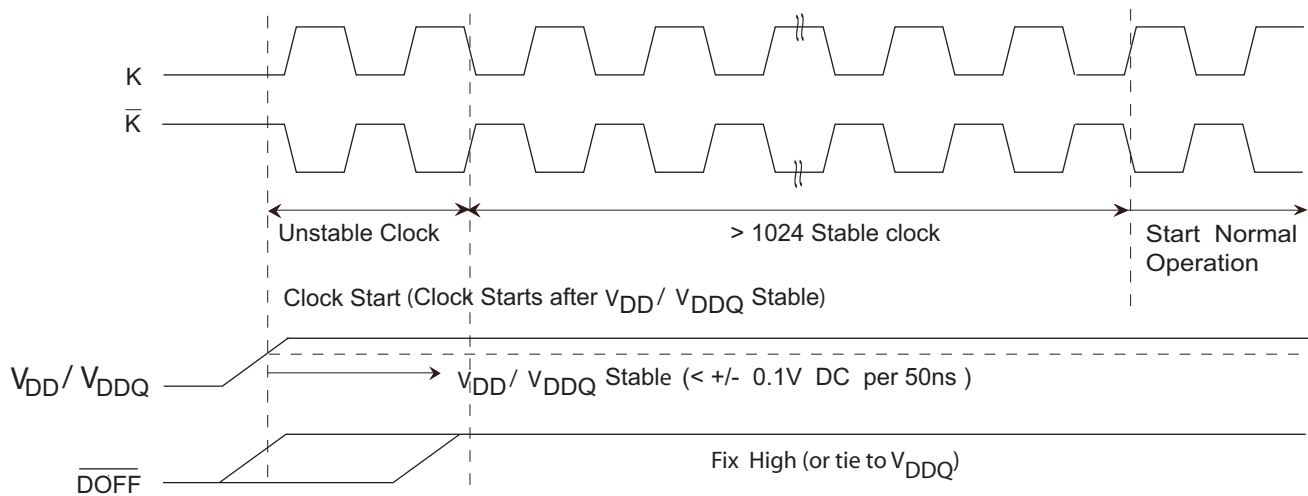 K
K̅
Unstable Clock
> 1024 Stable clock
Start Normal
Operation
Clock Start (Clock Starts after VDD / VDDQ Stable)
VDD / VDDQ
VDD / VDDQ Stable (< +/- 0.1V DC per 50ns )
D̅O̅F̅F̅
Fix High (or tie to VDDQ)